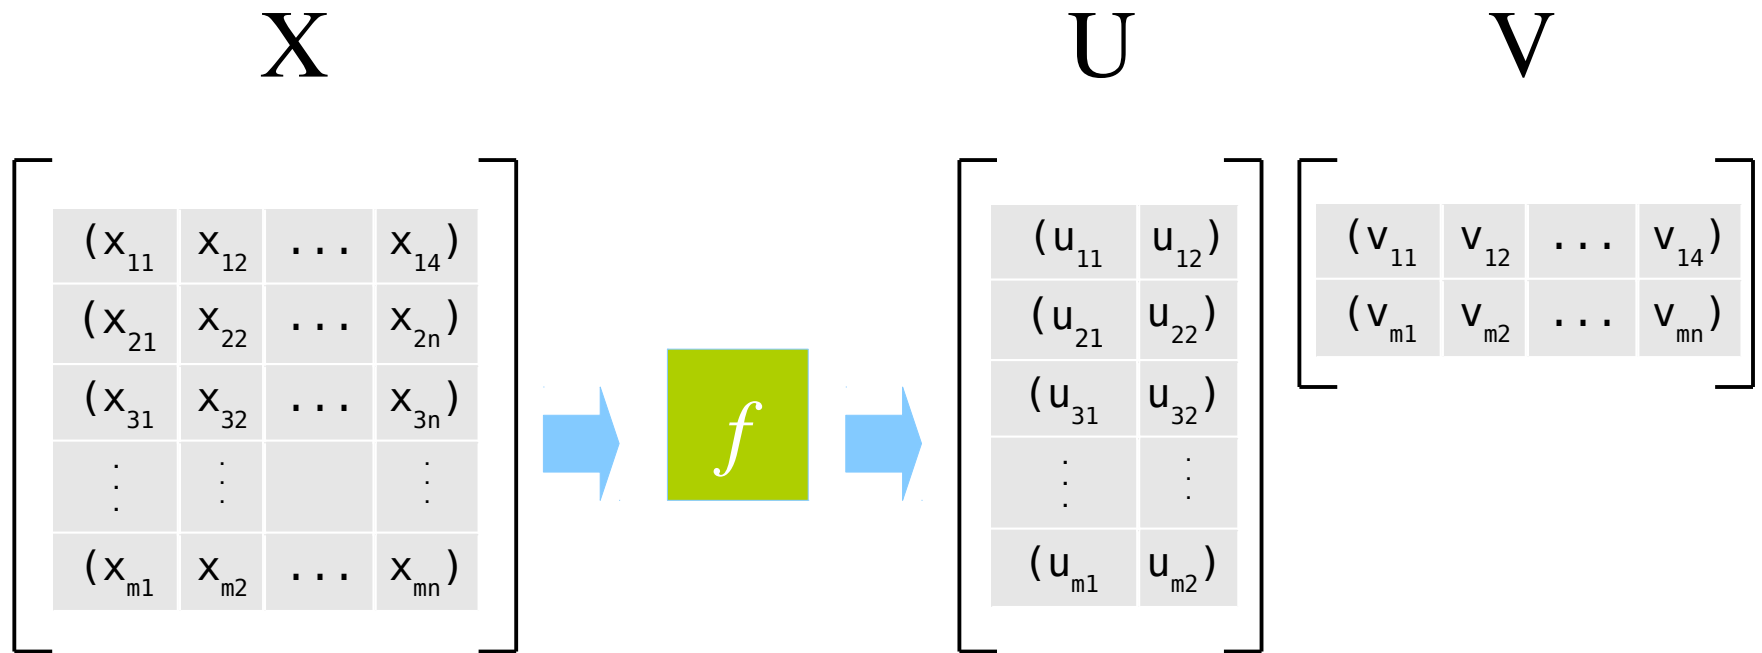 X
(x11 x12 ... x14)
(x21 x22 ... x2n)
(x31 x32 ... x3n)
⋮ ⋮ ⋮
(xm1 xm2 ... xmn)
f
U
(u11 u12)
(u21 u22)
(u31 u32)
⋮ ⋮
(um1 um2)
V
(v11 v12 ... v14)
(vm1 vm2 ... vmn)